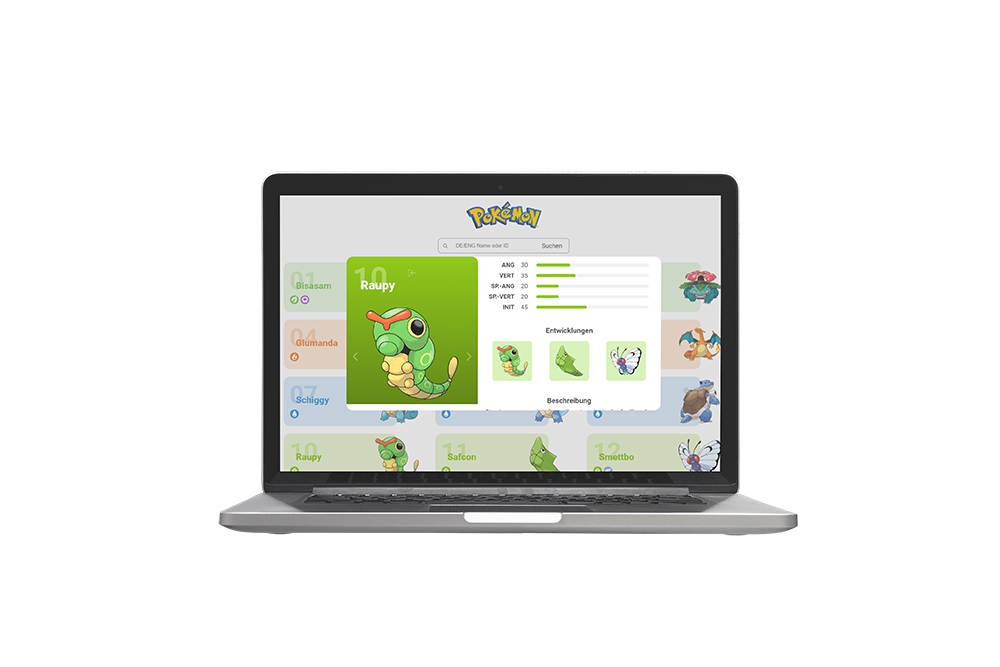 POKéMON
DE/ENG Name oder ID
Suchen
01
Bisasam
04
Glumanda
07
Schiggy
10
Raupy
ANG 30
VERT 35
SP.-ANG 20
SP.-VERT 20
INIT 45
Entwicklungen
Beschreibung
10
Raupy
11
Safcon
12
Smettbo